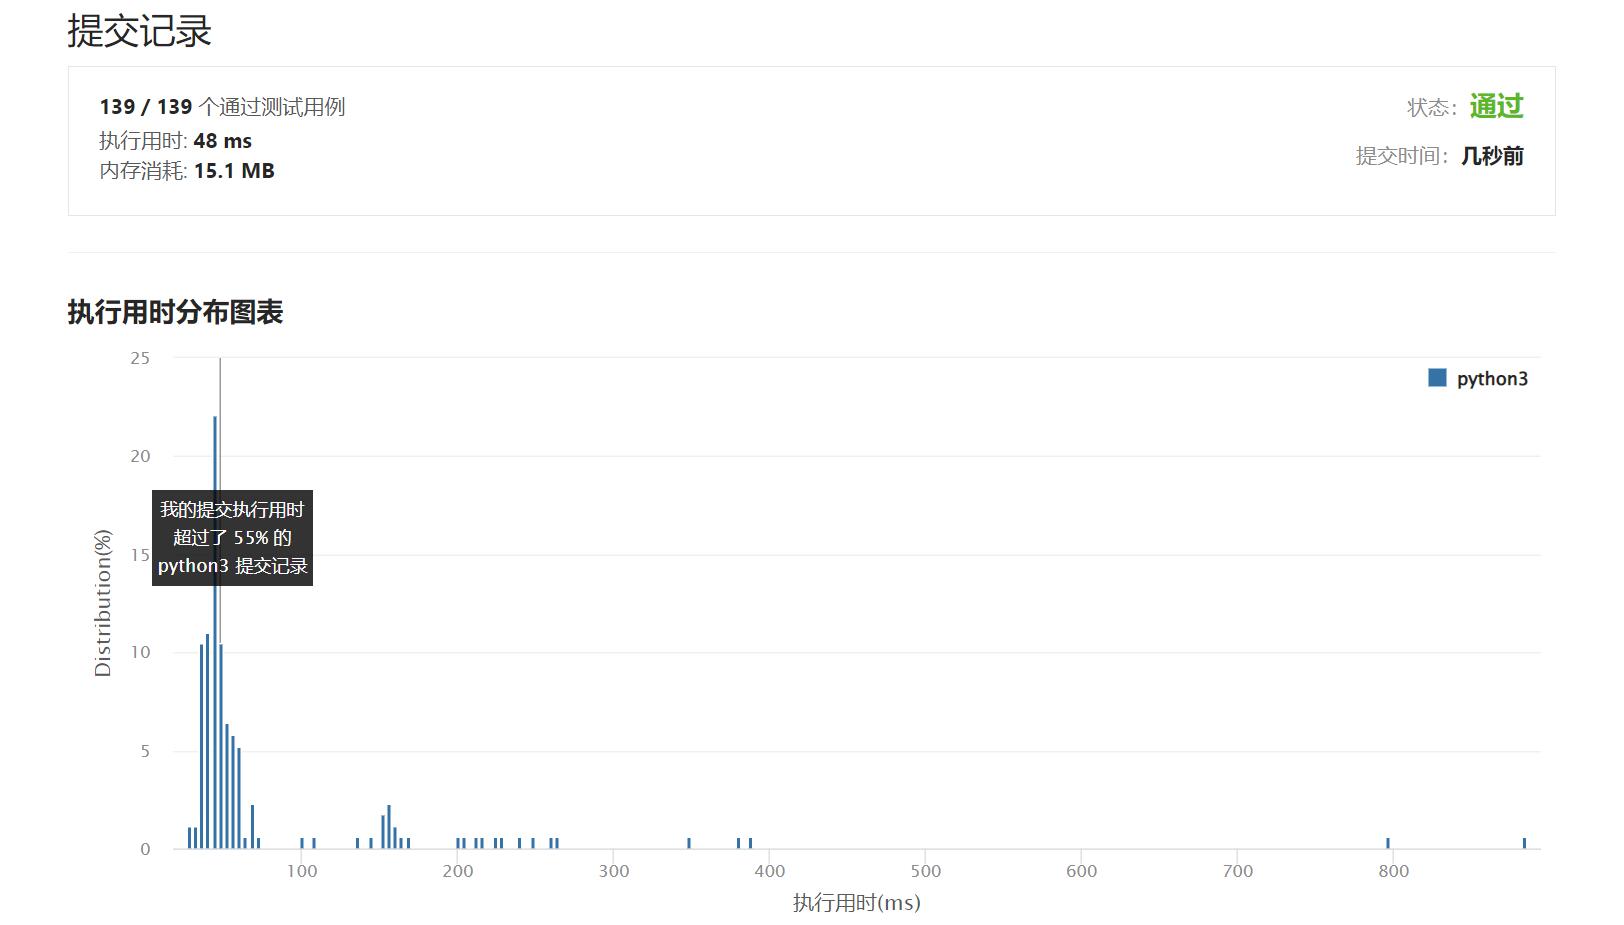 提交记录
139 / 139 个通过测试用例
状态：通过
执行用时: 48 ms
提交时间：几秒前
内存消耗: 15.1 MB
执行用时分布图表
25
python3
20
我的提交执行用时
超过了 55% 的
15
python3 提交记录
Distribution(%)
10
5
0
100 200 300 400 500 600 700 800
执行用时(ms)